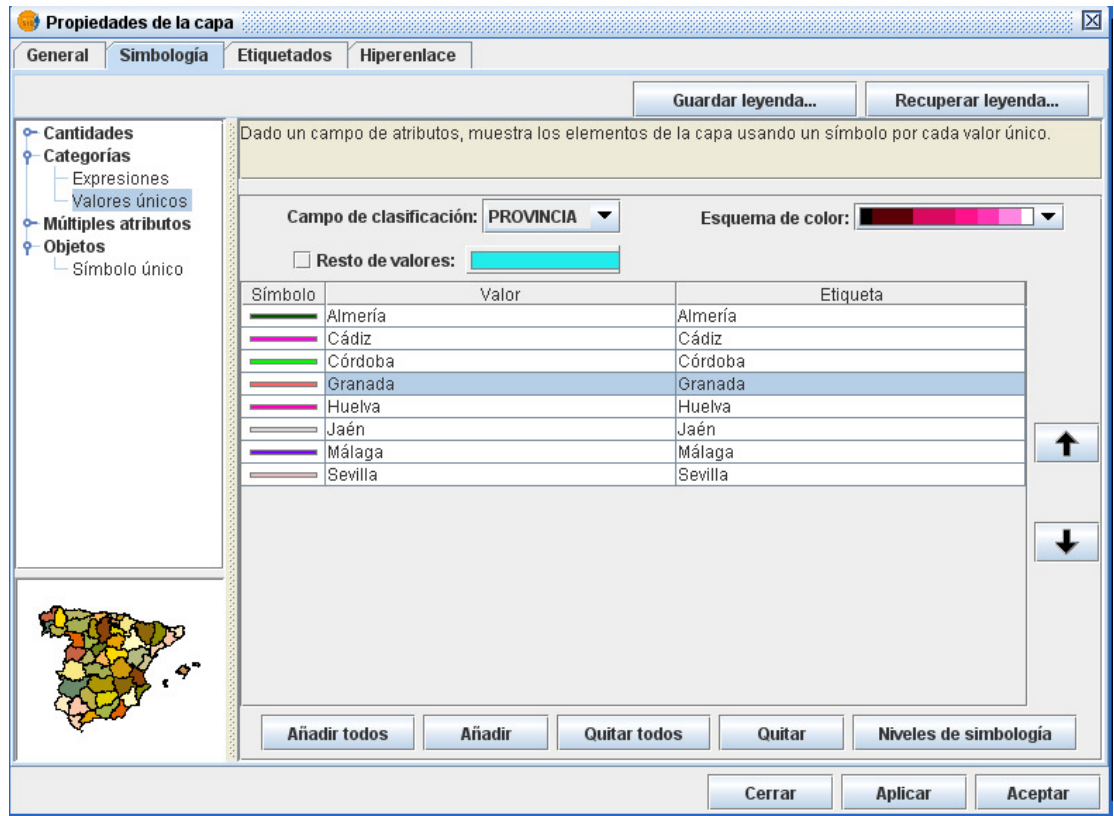 Propiedades de la capa
General Simbología Etiquetados Hiperenlace
Guardar leyenda... Recuperar leyenda...
Cantidades
Categorías
Expresiones
Valores únicos
Múltiples atributos
Objetos
Símbolo único
Dado un campo de atributos, muestra los elementos de la capa usando un símbolo por cada valor único.
Campo de clasificación: PROVINCIA Esquema de color:
Resto de valores:
Símbolo Valor Etiqueta
Almería Almería
Cádiz Cádiz
Córdoba Córdoba
Granada Granada
Huelva Huelva
Jaén Jaén
Málaga Málaga
Sevilla Sevilla
Añadir todos Añadir Quitar todos Quitar Niveles de simbología
Cerrar Aplicar Aceptar